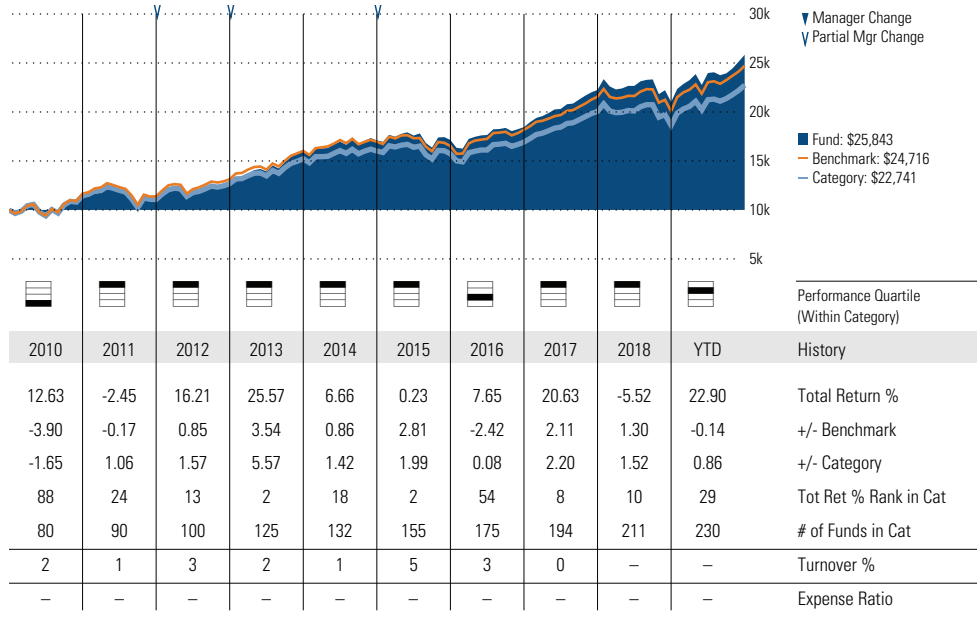 30k
▼ Manager Change
Partial Mgr Change
25k
20k
Fund: $25,843
Benchmark: $24,716
15k
Category: $22,741
10k
5k
Performance Quartile
(Within Category)
2010 2011 2012 2013 2014 2015 2016 2017 2018 YTD History
12.63 -2.45 16.21 25.57 6.66 0.23 7.65 20.63 -5.52 22.90 Total Return %
-3.90 -0.17 0.85 3.54 0.86 2.81 -2.42 2.11 1.30 -0.14 +/- Benchmark
-1.65 1.06 1.57 5.57 1.42 1.99 0.08 2.20 1.52 0.86 +/- Category
88 24 13 2 18 2 54 8 10 29 Tot Ret % Rank in Cat
80 90 100 125 132 155 175 194 211 230 # of Funds in Cat
2 1 3 2 1 5 3 0 – – Turnover %
– – – – – – – – – – Expense Ratio